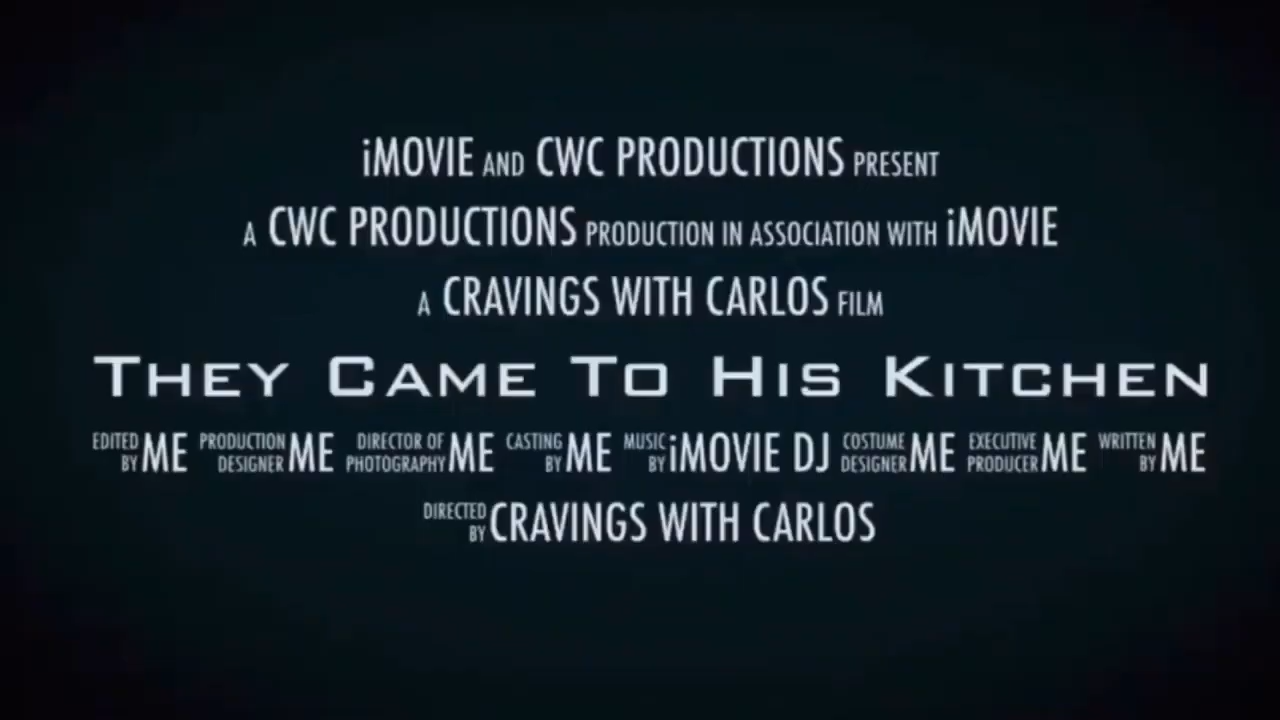 iMOVIE AND CWC PRODUCTIONS PRESENT
A CWC PRODUCTIONS PRODUCTION IN ASSOCIATION WITH iMOVIE
A CRAVINGS WITH CARLOS FILM
THEY CAME TO HIS KITCHEN
EDITED BY ME PRODUCTION DESIGNER ME DIRECTOR OF PHOTOGRAPHY ME CASTING BY ME MUSIC BY iMOVIE DJ COSTUME DESIGNER ME EXECUTIVE PRODUCER ME WRITTEN BY ME
DIRECTED BY CRAVINGS WITH CARLOS